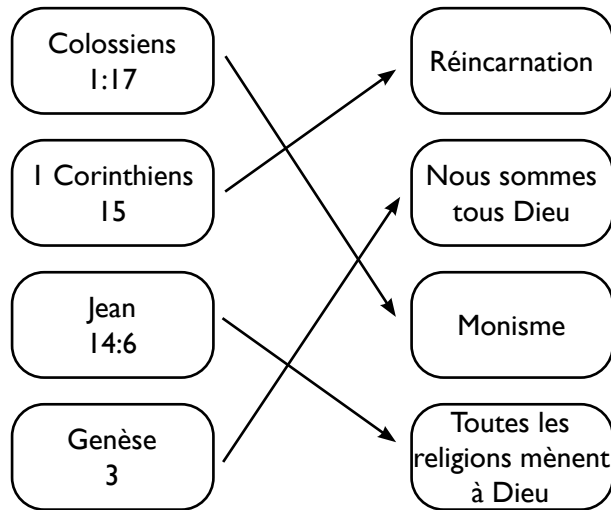 Colossiens
1:17
Réincarnation
1 Corinthiens
15
Nous sommes
tous Dieu
Jean
14:6
Monisme
Genèse
3
Toutes les
religions mènent
à Dieu